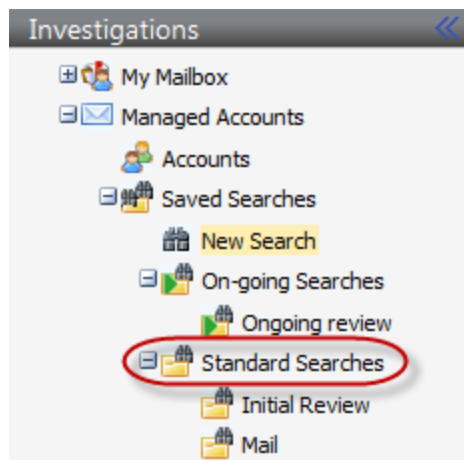 Investigations
My Mailbox
Managed Accounts
Accounts
Saved Searches
New Search
On-going Searches
Ongoing review
Standard Searches
Initial Review
Mail